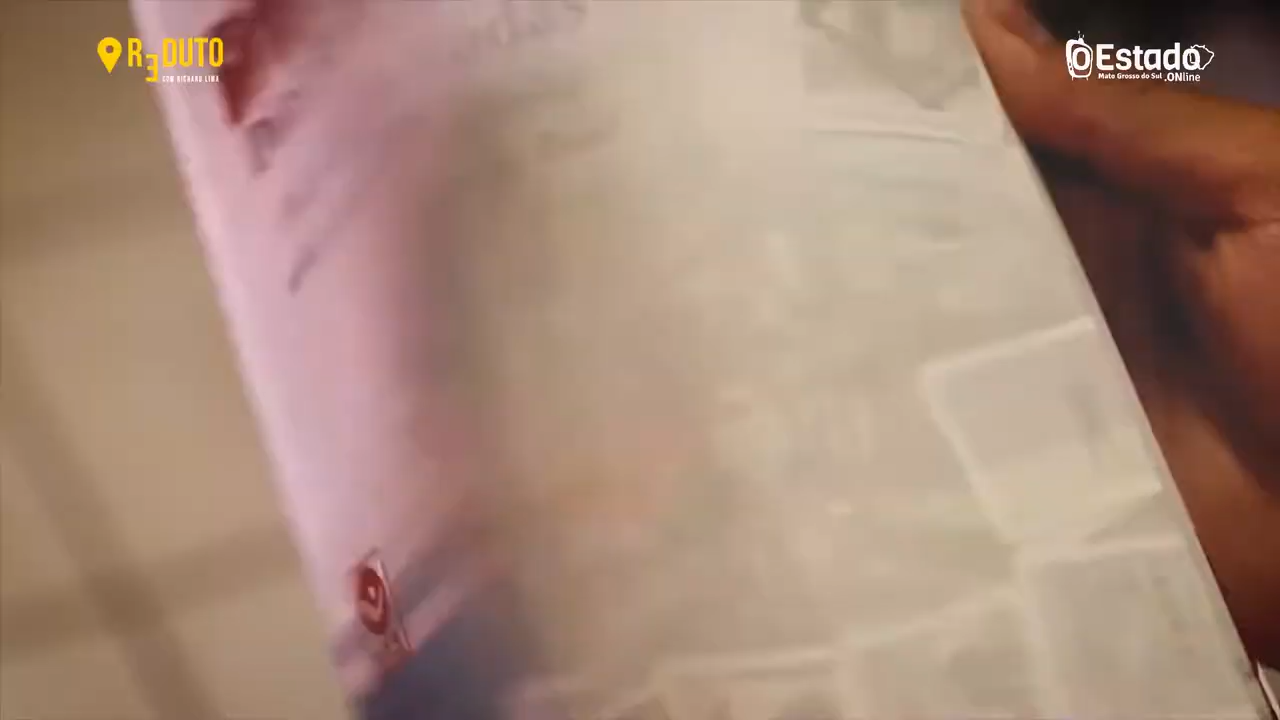 R3DUTO
COM RICHARD LIMA
OEstado
Mato Grosso do Sul
.ONline